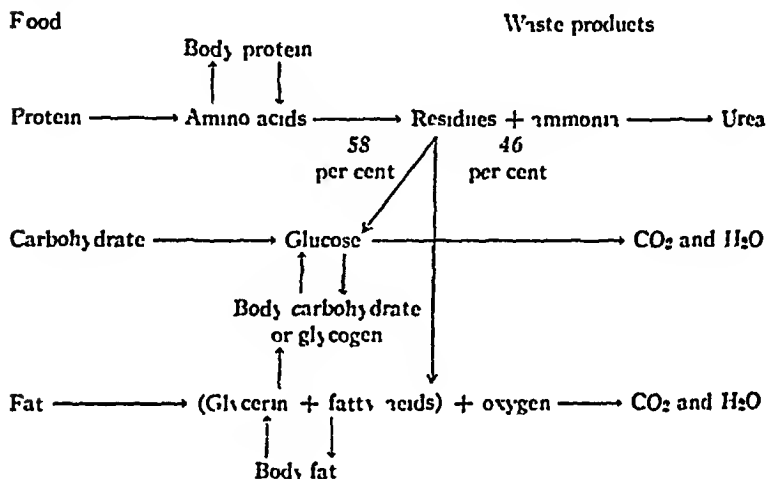 Food Waste products
Body protein
Protein Amino acids Residues + ammonia Urea
58 46
per cent per cent
Carbohydrate Glucose CO₂ and H₂O
Body carbohydrate
or glycogen
Fat (Glycerin + fatty acids) + oxygen CO₂ and H₂O
Body fat